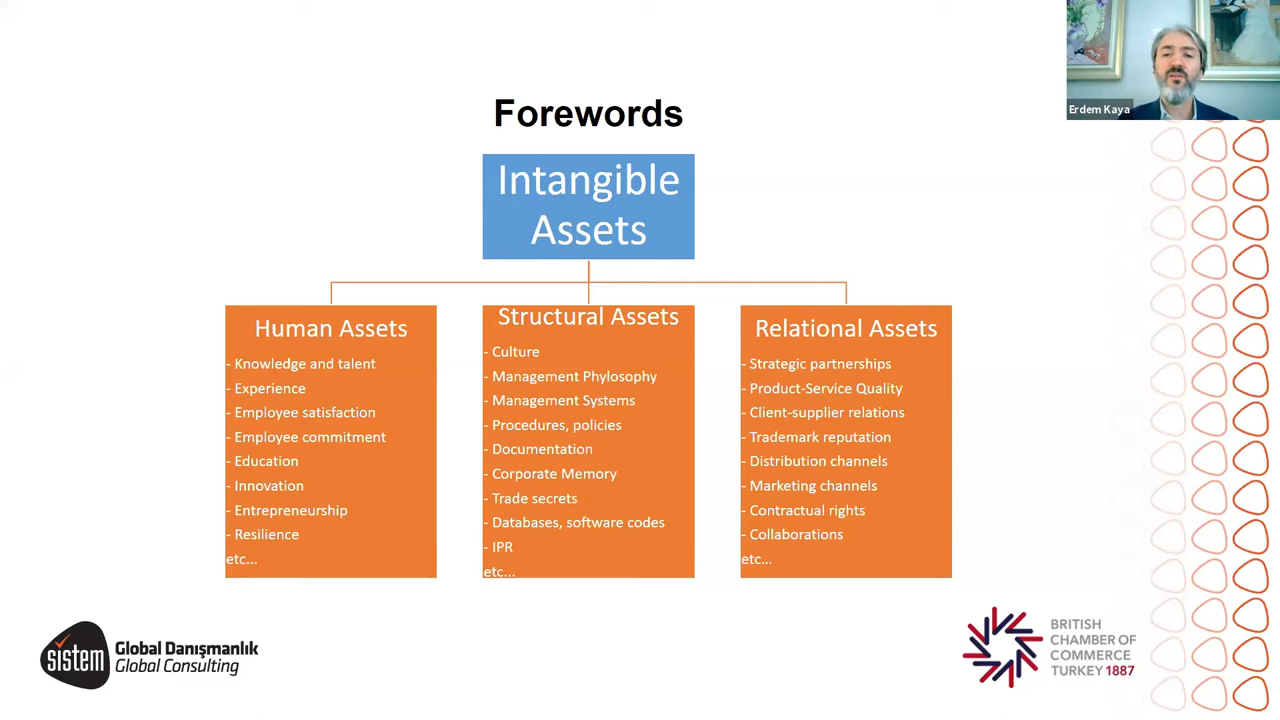 Erdem Kaya
Forewords
Intangible
Assets
Human Assets
- Knowledge and talent
- Experience
- Employee satisfaction
- Employee commitment
- Education
- Innovation
- Entrepreneurship
- Resilience
etc...
Structural Assets
- Culture
- Management Phylosophy
- Management Systems
- Procedures, policies
- Documentation
- Corporate Memory
- Trade secrets
- Databases, software codes
- IPR
etc...
Relational Assets
- Strategic partnerships
- Product-Service Quality
- Client-supplier relations
- Trademark reputation
- Distribution channels
- Marketing channels
- Contractual rights
- Collaborations
etc...
sistem
Global Danışmanlık
Global Consulting
BRITISH
CHAMBER OF
COMMERCE
TURKEY 1887